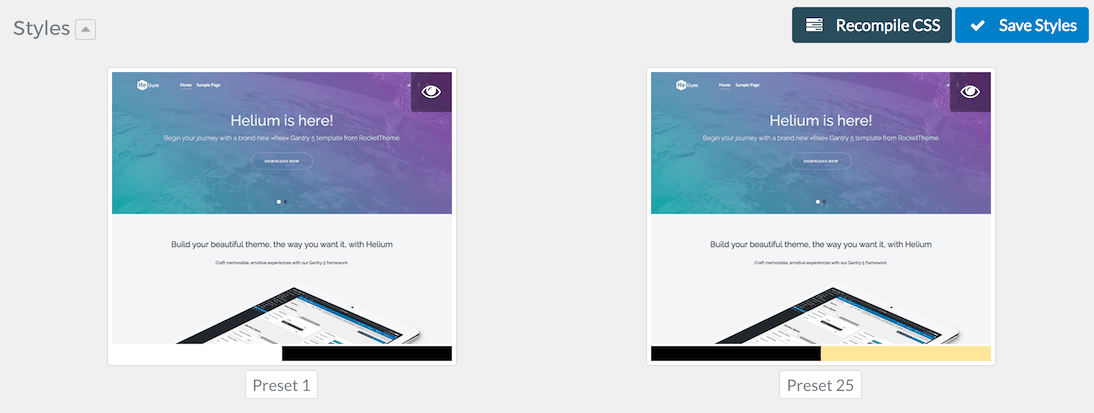 Styles
Recompile CSS
Save Styles
Helium
Home
Sample Page
Helium is here!
Begin your journey with a brand new »free« Gantry 5 template from RocketTheme.
DOWNLOAD NOW
Build your beautiful theme, the way you want it, with Helium
Craft memorable, emotive experiences with our Gantry 5 framework.
Preset 1
Helium
Home
Sample Page
Helium is here!
Begin your journey with a brand new »free« Gantry 5 template from RocketTheme.
DOWNLOAD NOW
Build your beautiful theme, the way you want it, with Helium
Craft memorable, emotive experiences with our Gantry 5 framework.
Preset 25